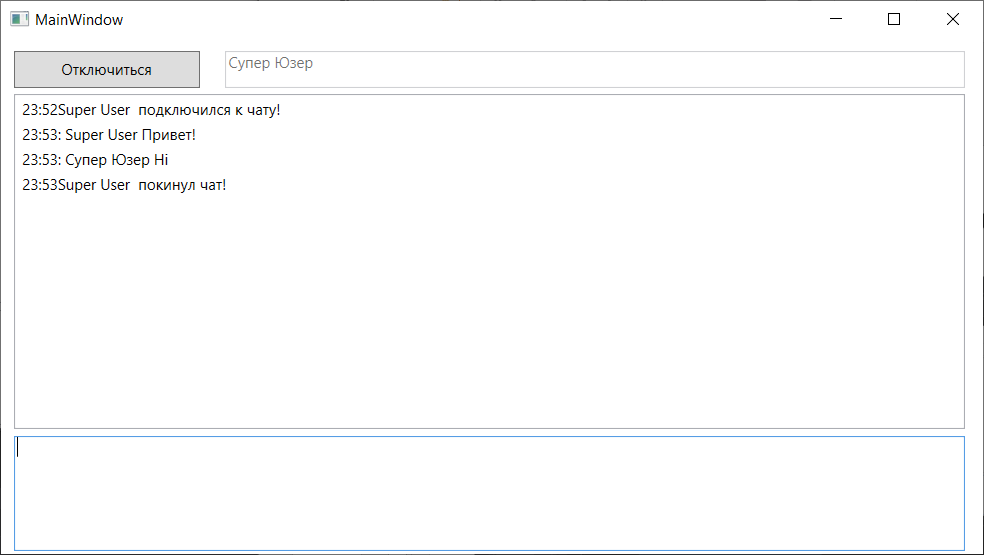 MainWindow
Отключиться
Супер Юзер
23:52Super User  подключился к чату!
23:53: Super User Привет!
23:53: Супер Юзер Hi
23:53Super User  покинул чат!